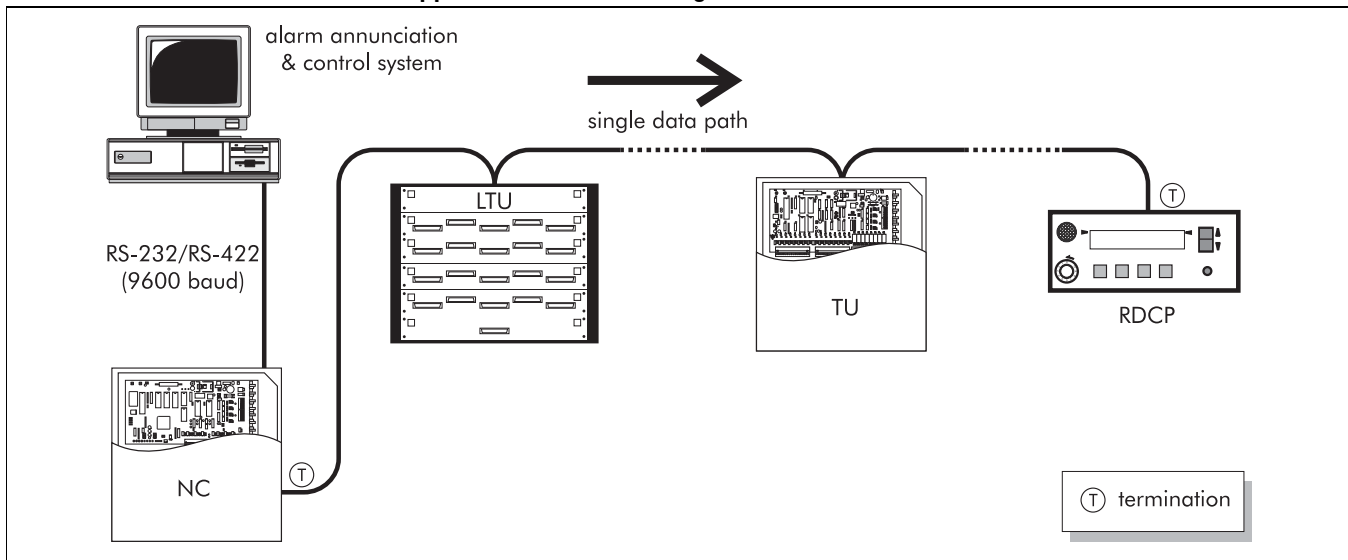 alarm annunciation
& control system
single data path
LTU
T
RS-232/RS-422
(9600 baud)
TU
RDCP
NC
T
T termination